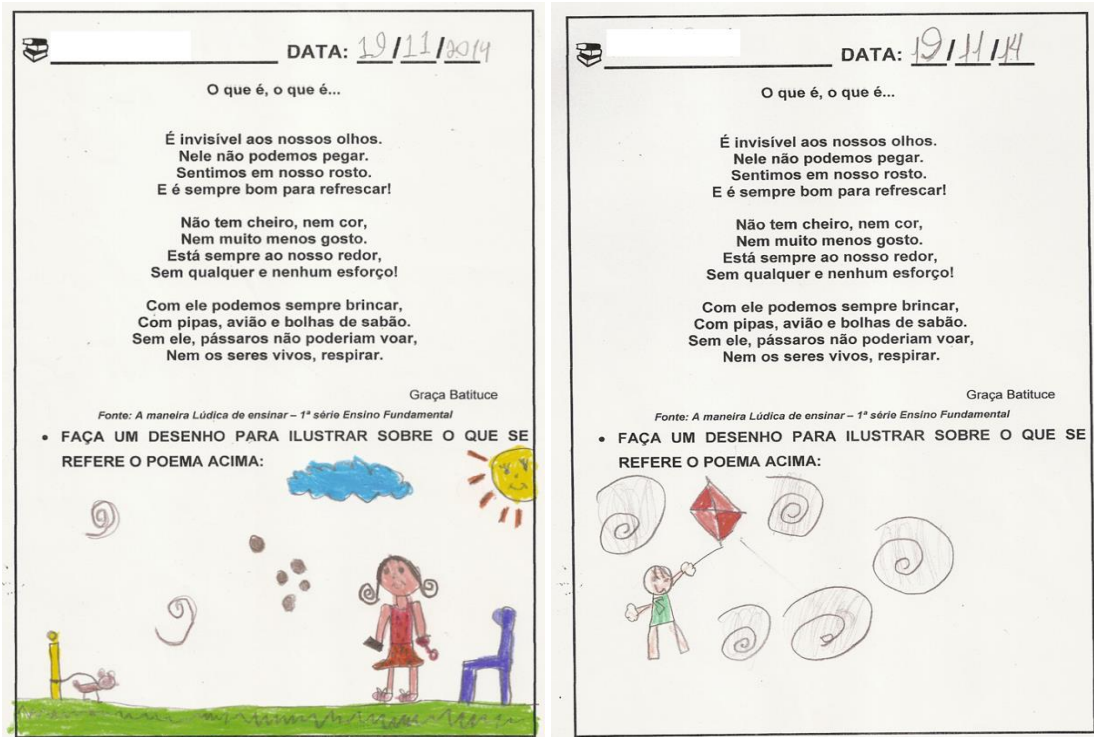 DATA: 19/11/2014
O que é, o que é...
É invisível aos nossos olhos.
Nele não podemos pegar.
Sentimos em nosso rosto.
E é sempre bom para refrescar!
Não tem cheiro, nem cor,
Nem muito menos gosto.
Está sempre ao nosso redor,
Sem qualquer e nenhum esforço!
Com ele podemos sempre brincar,
Com pipas, avião e bolhas de sabão.
Sem ele, pássaros não poderiam voar,
Nem os seres vivos, respirar.
Graça Batituce
Fonte: A maneira Lúdica de ensinar – 1ª série Ensino Fundamental
• FAÇA UM DESENHO PARA ILUSTRAR SOBRE O QUE SE
REFERE O POEMA ACIMA:
DATA: 19/11/14
O que é, o que é...
É invisível aos nossos olhos.
Nele não podemos pegar.
Sentimos em nosso rosto.
E é sempre bom para refrescar!
Não tem cheiro, nem cor,
Nem muito menos gosto.
Está sempre ao nosso redor,
Sem qualquer e nenhum esforço!
Com ele podemos sempre brincar,
Com pipas, avião e bolhas de sabão.
Sem ele, pássaros não poderiam voar,
Nem os seres vivos, respirar.
Graça Batituce
Fonte: A maneira Lúdica de ensinar – 1ª série Ensino Fundamental
• FAÇA UM DESENHO PARA ILUSTRAR SOBRE O QUE SE
REFERE O POEMA ACIMA: